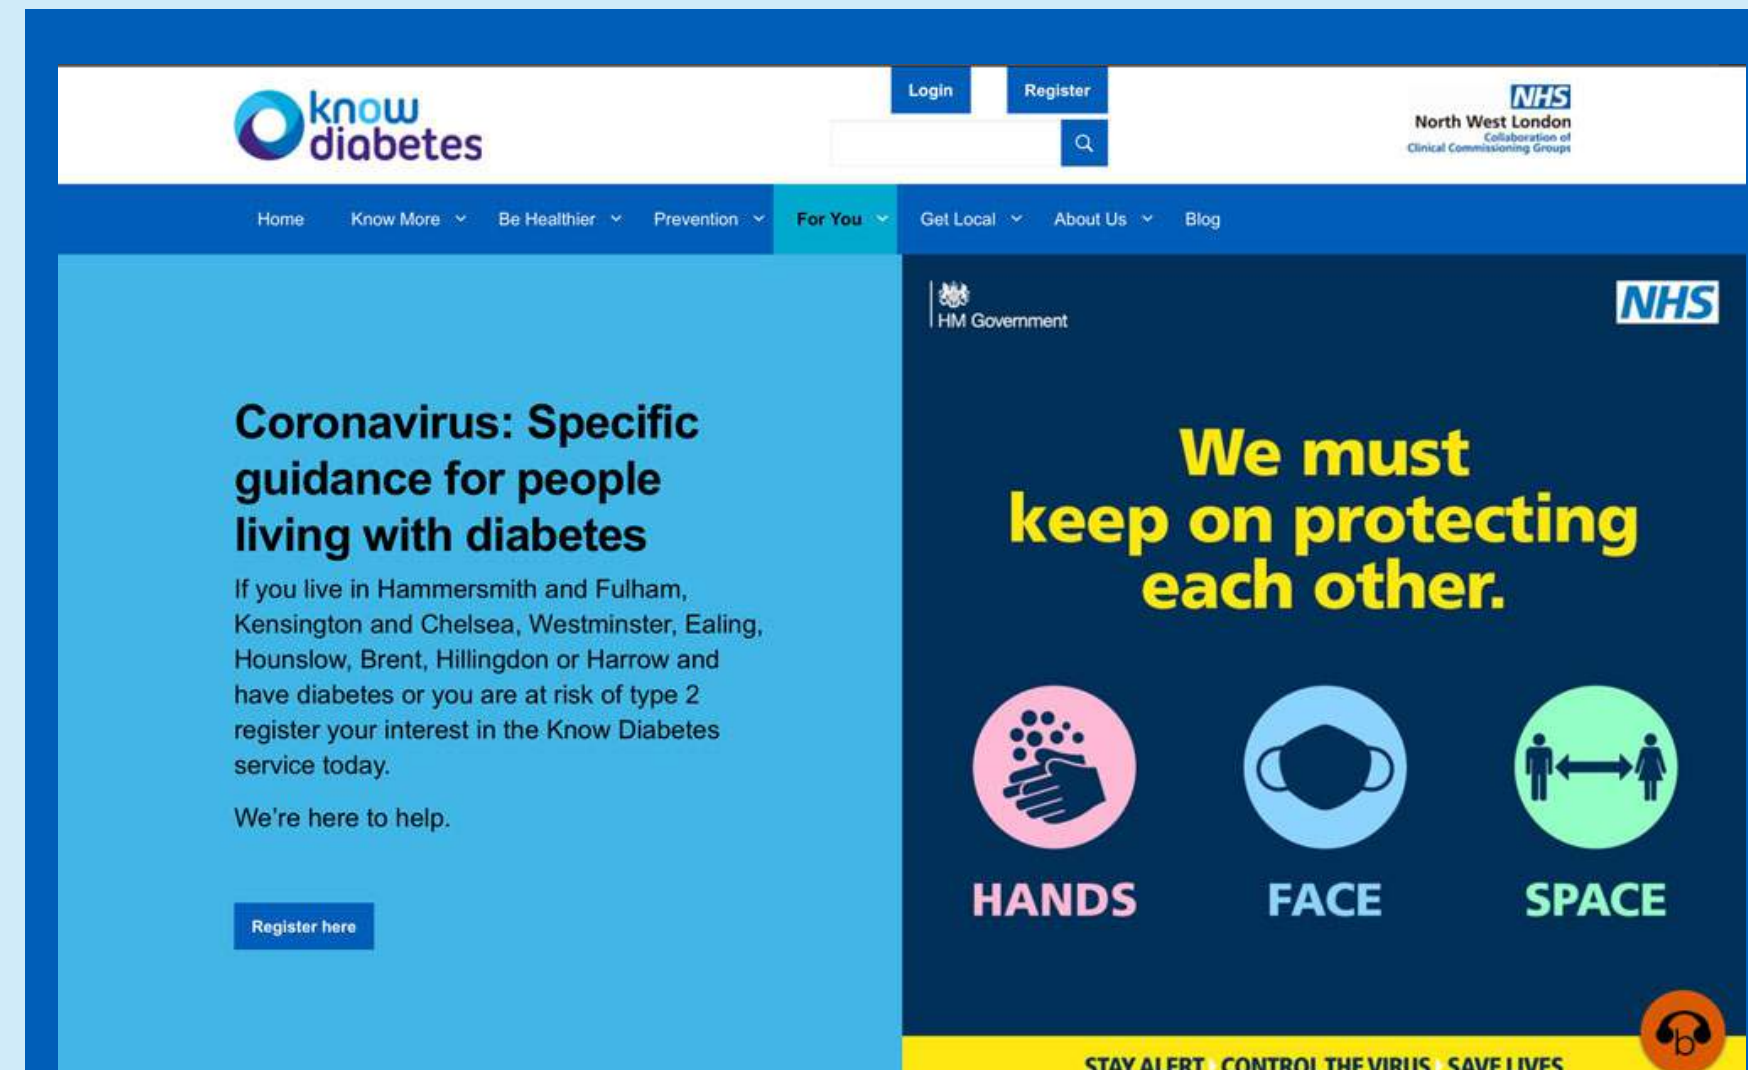 know
diabetes
Login
Register
NHS
North West London
Collaboration of
Clinical Commissioning Groups
Home
Know More
Be Healthier
Prevention
For You
Get Local
About Us
Blog
Coronavirus: Specific
guidance for people
living with diabetes
If you live in Hammersmith and Fulham,
Kensington and Chelsea, Westminster, Ealing,
Hounslow, Brent, Hillingdon or Harrow and
have diabetes or you are at risk of type 2
register your interest in the Know Diabetes
service today.
We're here to help.
Register here
HM Government
NHS
We must
keep on protecting
each other.
HANDS
FACE
SPACE
b
STAY ALERT CONTROL THE VIRUS SAVE LIVES